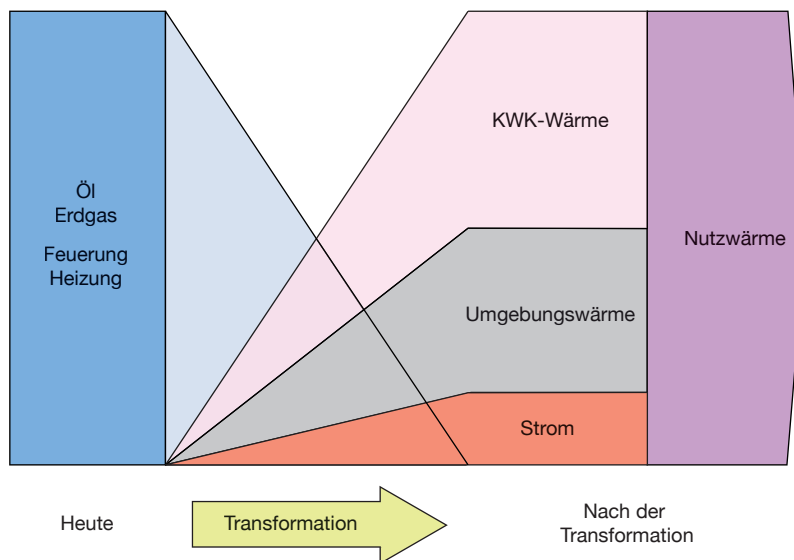 Öl
Erdgas
Feuerung
Heizung
KWK-Wärme
Umgebungswärme
Strom
Nutzwärme
Heute
Transformation
Nach der
Transformation